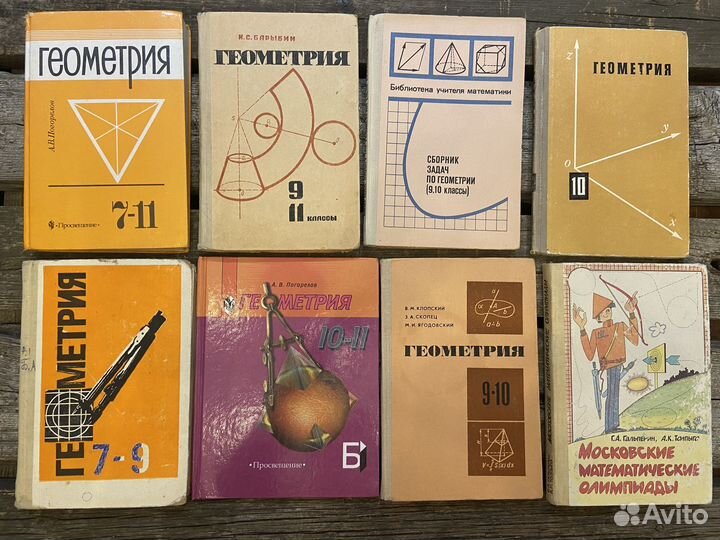 ГЕОМЕТРИЯ
А.В.Погорелов
7-11
«Просвещение»
Н.С. БАРЫБИН
ГЕОМЕТРИЯ
S
O
O
9
11 КЛАССЫ
Библиотека учителя математики
СБОРНИК
ЗАДАЧ
ПО ГЕОМЕТРИИ
(9,10 классы)
z
ГЕОМЕТРИЯ
y
O
10
x
ГЕОМЕТРИЯ
7-9
А. В. Погорелов
ГЕОМЕТРИЯ
10-11
«Просвещение»
Б
В. М. КЛОПСКИЙ
З. А. СКОПЕЦ
М. И. ЯГОДОВСКИЙ
a
α A B
a⊥b
ГЕОМЕТРИЯ
9·10
V=∫S(x)dx
Г.А. Гальперин, А.К. Толпыго
МОСКОВСКИЕ
МАТЕМАТИЧЕСКИЕ
ОЛИМПИАДЫ
Avito